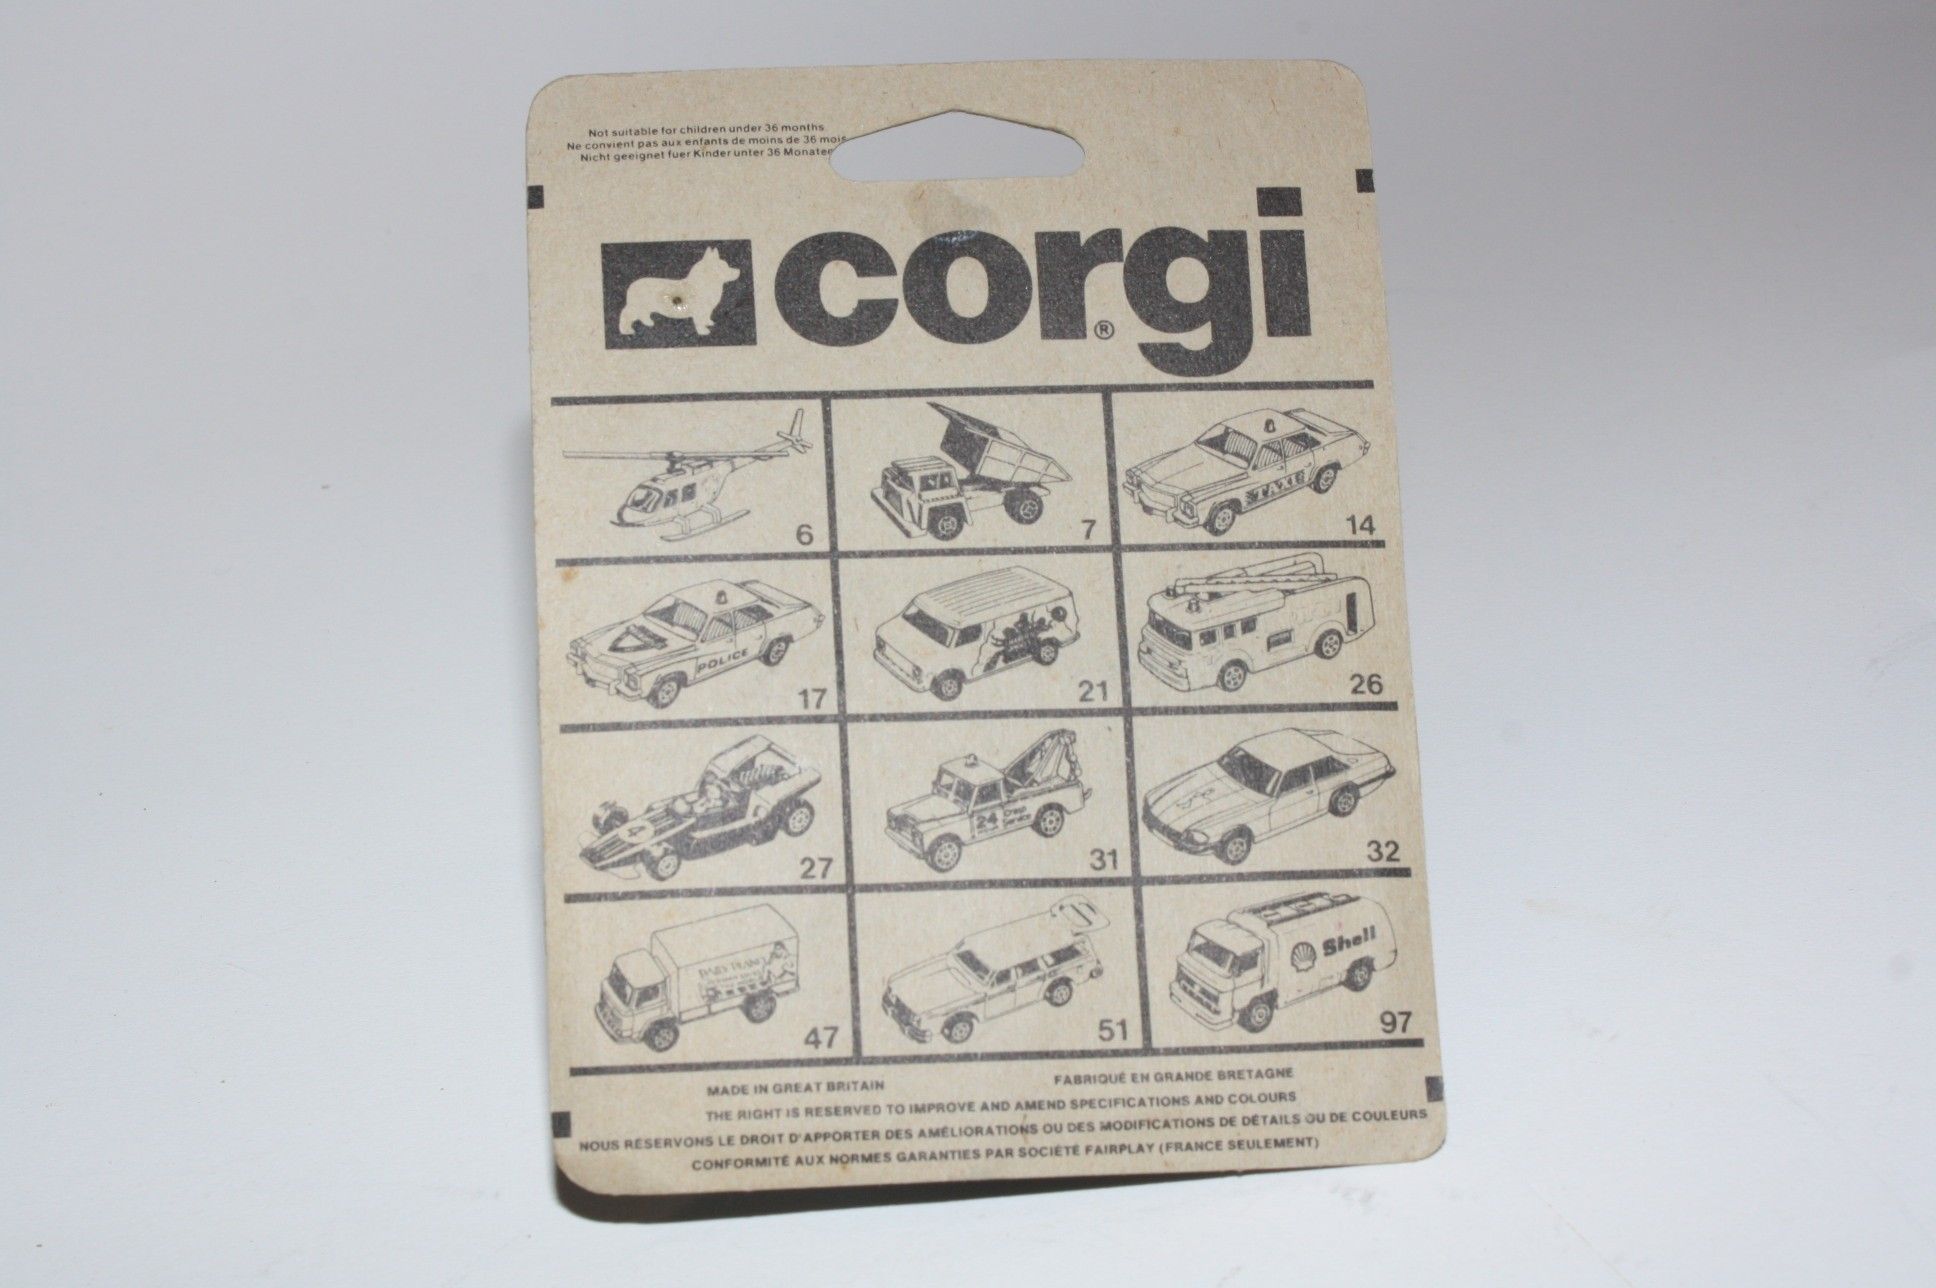 Not suitable for children under 36 months.
Ne convient pas aux enfants de moins de 36 mois
Nicht geeignet fuer Kinder unter 36 Monaten
corgi®
TAXI
6
7
14
POLICE
17
21
26
4
24
Service
27
31
32
Shell
47
51
97
MADE IN GREAT BRITAIN
FABRIQUÉ EN GRANDE BRETAGNE
THE RIGHT IS RESERVED TO IMPROVE AND AMEND SPECIFICATIONS AND COLOURS
NOUS RÉSERVONS LE DROIT D'APPORTER DES AMÉLIORATIONS OU DES MODIFICATIONS DE DÉTAILS OU DE COULEURS
CONFORMITÉ AUX NORMES GARANTIES PAR SOCIÉTÉ FAIRPLAY (FRANCE SEULEMENT)